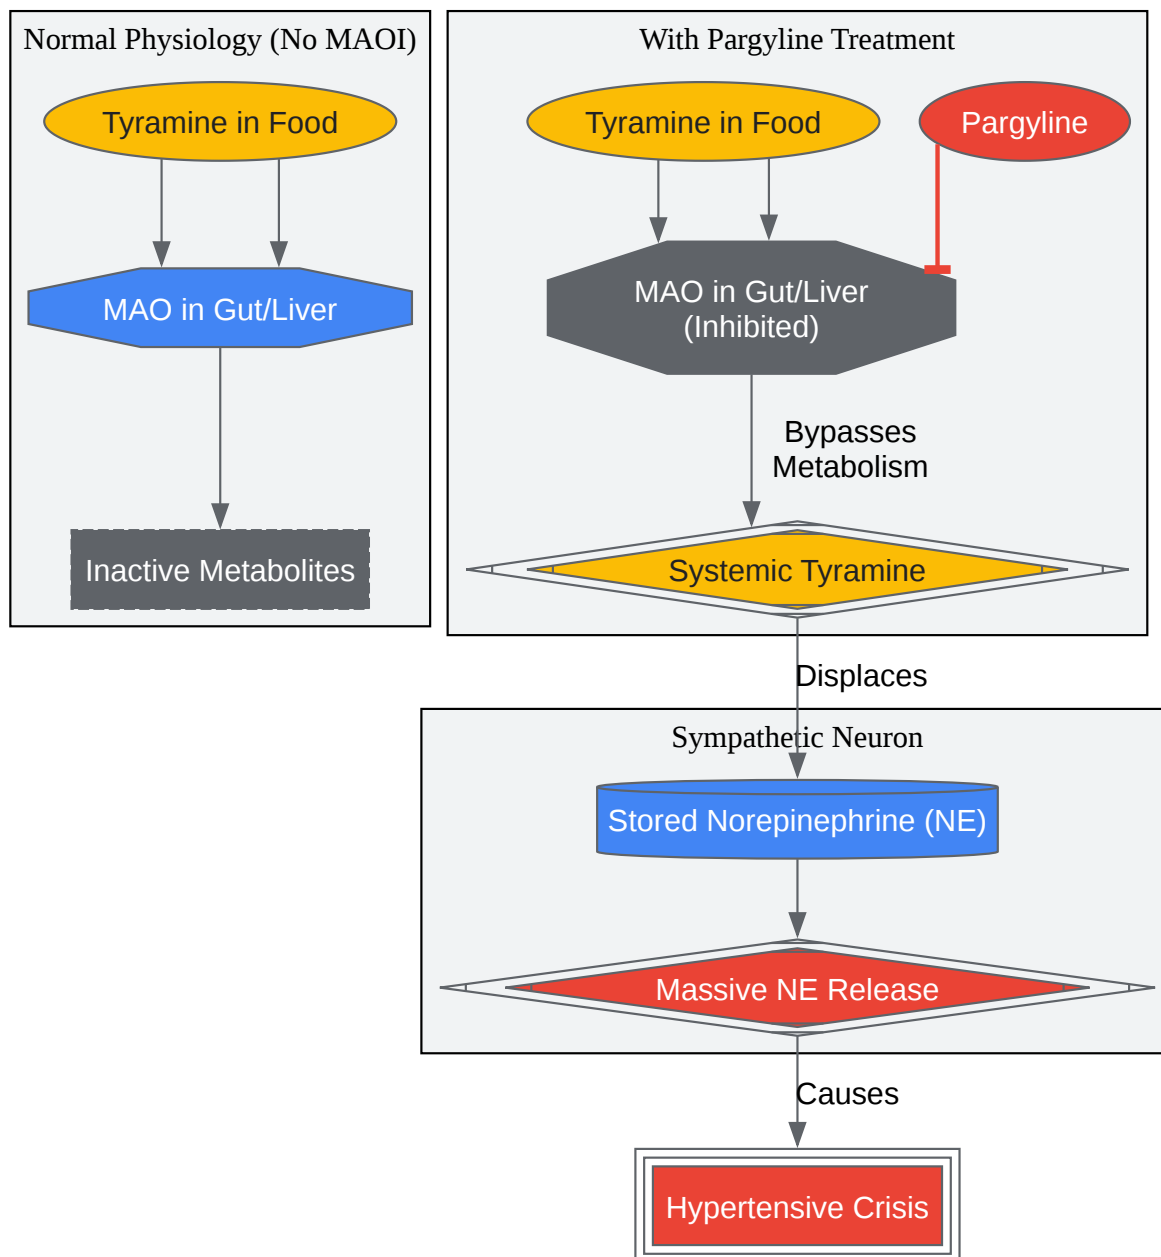 Normal Physiology (No MAOI)
Tyramine in Food
MAO in Gut/Liver
Inactive Metabolites
With Pargyline Treatment
Tyramine in Food
Pargyline
MAO in Gut/Liver
(Inhibited)
Bypasses
Metabolism
Systemic Tyramine
Displaces
Sympathetic Neuron
Stored Norepinephrine (NE)
Massive NE Release
Causes
Hypertensive Crisis